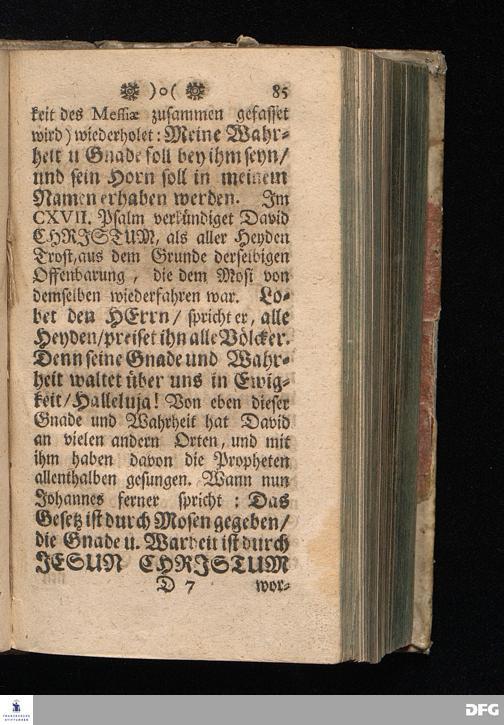 ❁ )o( ❁ 85
keit des Messiæ zusammen gefasset
wird) wiederholet: Meine Wahr-
heit u Gnade soll bey ihm seyn/
und sein Horn soll in meinem
Namen erhaben werden. Im
CXVII. Psalm verkündiget David
CHRISTUM, als aller Heyden
Trost, aus dem Grunde derselbigen
Offenbarung, die dem Mosi von
demselben wiederfahren war. Lo-
bet den HErrn/ spricht er, alle
Heyden/preiset ihn alle Völcker.
Denn seine Gnade und Wahr-
heit waltet über uns in Ewig-
keit/Halleluja! Von eben dieser
Gnade und Wahrheit hat David
an vielen andern Orten, und mit
ihm haben davon die Propheten
allenthalben gesungen. Wann nun
Johannes ferner spricht: Das
Gesetz ist durch Mosen gegeben/
die Gnade u. Warheit ist durch
JESUN CHRISTUM
D 7 wor-
FRANCKESCHE
STIFTUNGEN
DFG